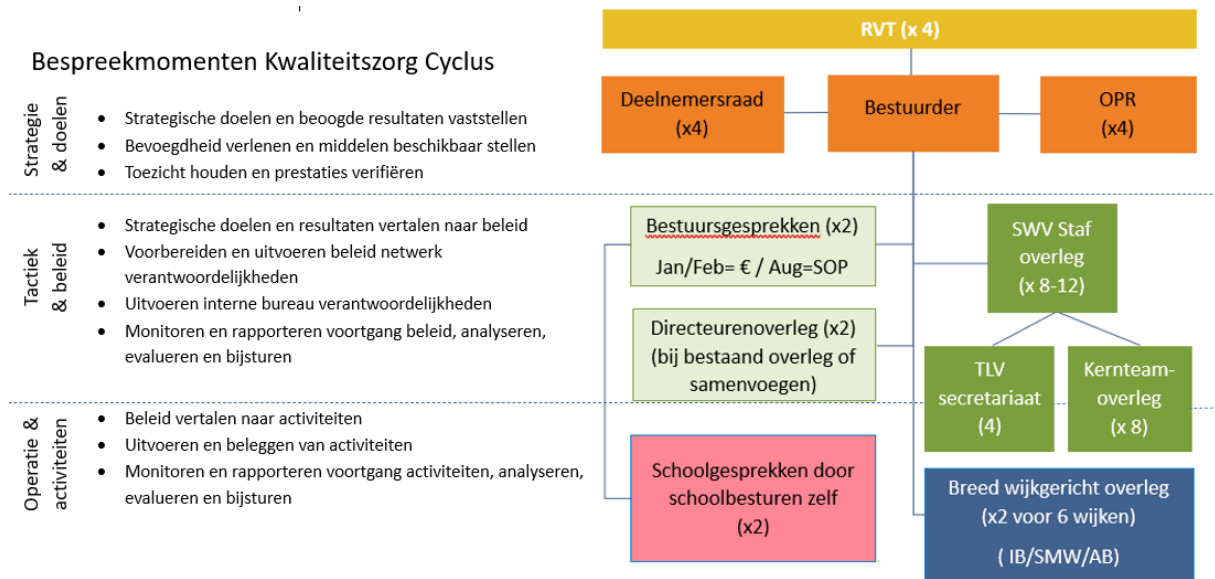 Bespreekmomenten Kwaliteitszorg Cyclus
Strategie
& doelen
• Strategische doelen en beoogde resultaten vaststellen
• Bevoegdheid verlenen en middelen beschikbaar stellen
• Toezicht houden en prestaties verifiëren
Tactiek
& beleid
• Strategische doelen en resultaten vertalen naar beleid
• Voorbereiden en uitvoeren beleid netwerk
verantwoordelijkheden
• Uitvoeren interne bureau verantwoordelijkheden
• Monitoren en rapporteren voortgang beleid, analyseren,
evalueren en bijsturen
Operatie &
activiteiten
• Beleid vertalen naar activiteiten
• Uitvoeren en beleggen van activiteiten
• Monitoren en rapporteren voortgang activiteiten, analyseren,
evalueren en bijsturen
RVT (x 4)
Deelnemersraad
(x4)
Bestuurder
OPR
(x4)
Bestuursgesprekken (x2)
Jan/Feb= € / Aug=SOP
SWV Staf
overleg
(x 8-12)
Directeurenoverleg (x2)
(bij bestaand overleg of
samenvoegen)
TLV
secretariaat
(4)
Kernteam-
overleg
(x 8)
Schoolgesprekken door
schoolbesturen zelf
(x2)
Breed wijkgericht overleg
(x2 voor 6 wijken)
( IB/SMW/AB)